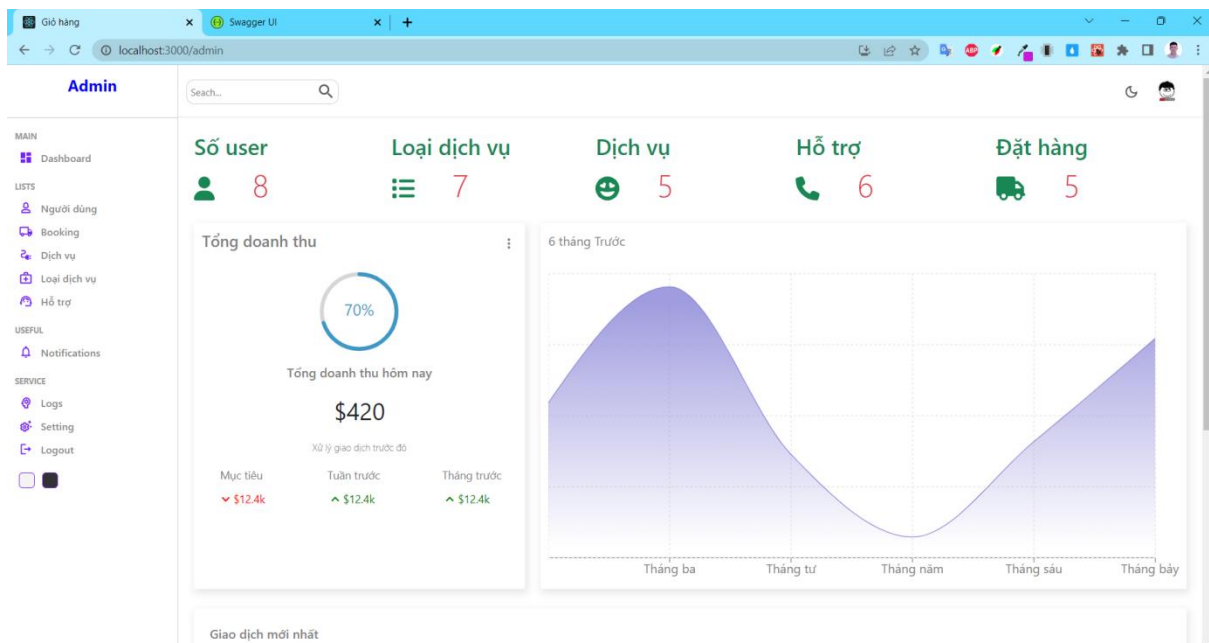 Giỏ hàng
Swagger UI
localhost:3000/admin
Admin
Seach...
MAIN
Dashboard
LISTS
Người dùng
Booking
Dịch vụ
Loại dịch vụ
Hỗ trợ
USEFUL
Notifications
SERVICE
Logs
Setting
Logout
Số user Loại dịch vụ Dịch vụ Hỗ trợ Đặt hàng
8 7 5 6 5
Tổng doanh thu
70%
Tổng doanh thu hôm nay
$420
Xử lý giao dịch trước đó
Mục tiêu Tuần trước Tháng trước
$12.4k $12.4k $12.4k
6 tháng Trước
Tháng ba Tháng tư Tháng năm Tháng sáu Tháng bảy
Giao dịch mới nhất